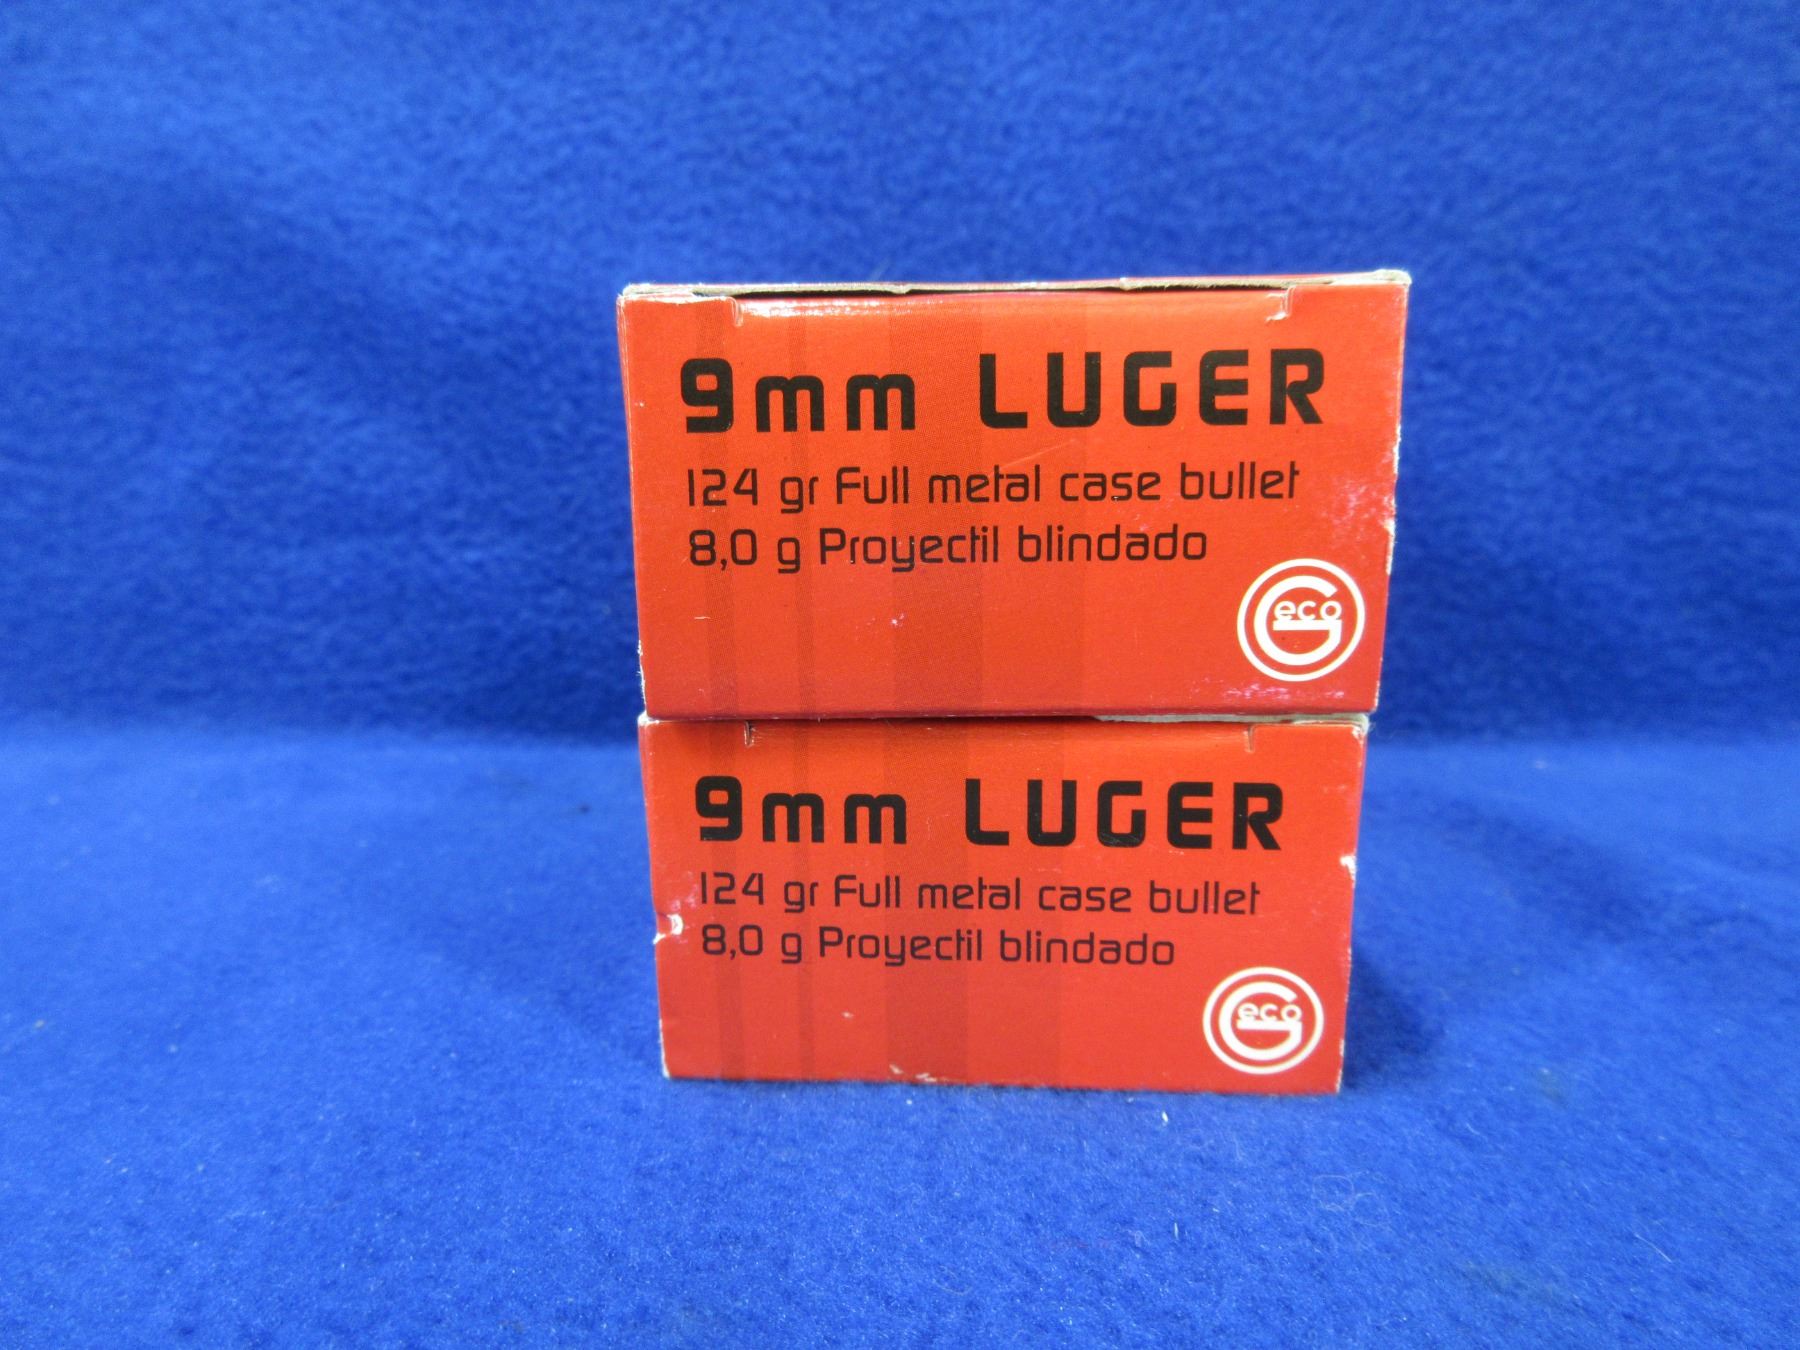 9mm LUGER
124 gr Full metal case bullet
8,0 g Proyectil blindado
Geco
9mm LUGER
124 gr Full metal case bullet
8,0 g Proyectil blindado
Geco